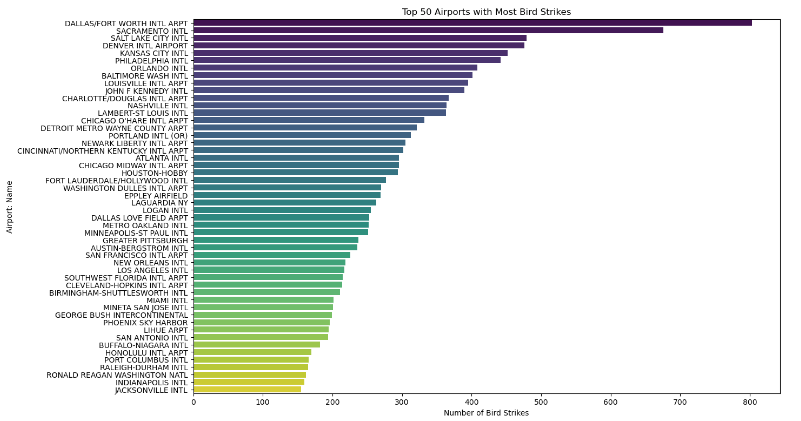 Top 50 Airports with Most Bird Strikes
Airport: Name
DALLAS/FORT WORTH INTL ARPT
SACRAMENTO INTL
SALT LAKE CITY INTL
DENVER INTL AIRPORT
KANSAS CITY INTL
PHILADELPHIA INTL
ORLANDO INTL
BALTIMORE WASH INTL
LOUISVILLE INTL ARPT
JOHN F KENNEDY INTL
CHARLOTTE/DOUGLAS INTL ARPT
NASHVILLE INTL
LAMBERT-ST LOUIS INTL
CHICAGO O'HARE INTL ARPT
DETROIT METRO WAYNE COUNTY ARPT
PORTLAND INTL (OR)
NEWARK LIBERTY INTL ARPT
CINCINNATI/NORTHERN KENTUCKY INTL ARPT
ATLANTA INTL
CHICAGO MIDWAY INTL ARPT
HOUSTON-HOBBY
FORT LAUDERDALE/HOLLYWOOD INTL
WASHINGTON DULLES INTL ARPT
EPPLEY AIRFIELD
LAGUARDIA NY
LOGAN INTL
DALLAS LOVE FIELD ARPT
METRO OAKLAND INTL
MINNEAPOLIS-ST PAUL INTL
GREATER PITTSBURGH
AUSTIN-BERGSTROM INTL
SAN FRANCISCO INTL ARPT
NEW ORLEANS INTL
LOS ANGELES INTL
SOUTHWEST FLORIDA INTL ARPT
CLEVELAND-HOPKINS INTL ARPT
BIRMINGHAM-SHUTTLESWORTH INTL
MIAMI INTL
MINETA SAN JOSE INTL
GEORGE BUSH INTERCONTINENTAL
PHOENIX SKY HARBOR
LIHUE ARPT
SAN ANTONIO INTL
BUFFALO-NIAGARA INTL
HONOLULU INTL ARPT
PORT COLUMBUS INTL
RALEIGH-DURHAM INTL
RONALD REAGAN WASHINGTON NATL
INDIANAPOLIS INTL
JACKSONVILLE INTL
0 100 200 300 400 500 600 700 800
Number of Bird Strikes